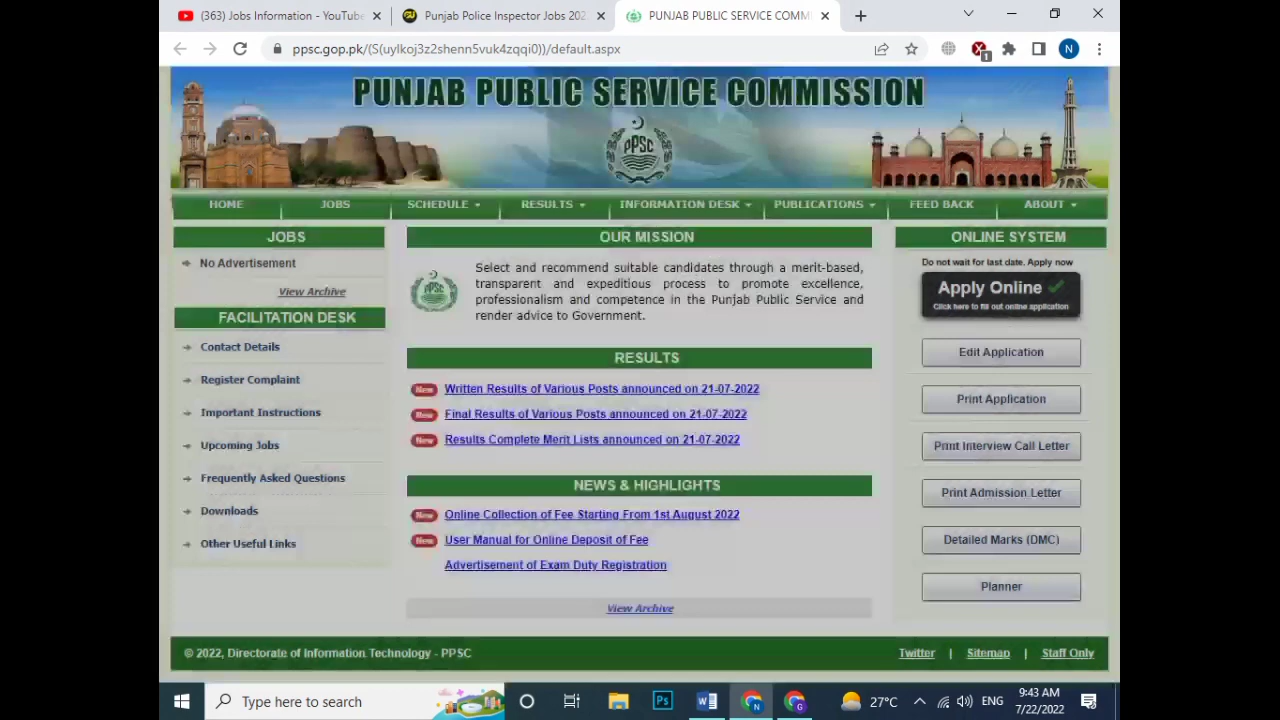 (363) Jobs Information - YouTube
Punjab Police Inspector Jobs 202
PUNJAB PUBLIC SERVICE COMM
ppsc.gop.pk/(S(uylkoj3z2shenn5vuk4zqqi0))/default.aspx
1
N
PUNJAB PUBLIC SERVICE COMMISSION
PPSC
HOME
JOBS
SCHEDULE
RESULTS
INFORMATION DESK
PUBLICATIONS
FEED BACK
ABOUT
JOBS
No Advertisement
View Archive
FACILITATION DESK
Contact Details
Register Complaint
Important Instructions
Upcoming Jobs
Frequently Asked Questions
Downloads
Other Useful Links
OUR MISSION
PPSC
Select and recommend suitable candidates through a merit-based,
transparent and expeditious process to promote excellence,
professionalism and competence in the Punjab Public Service and
render advice to Government.
RESULTS
New Written Results of Various Posts announced on 21-07-2022
New Final Results of Various Posts announced on 21-07-2022
New Results Complete Merit Lists announced on 21-07-2022
NEWS & HIGHLIGHTS
New Online Collection of Fee Starting From 1st August 2022
New User Manual for Online Deposit of Fee
Advertisement of Exam Duty Registration
View Archive
ONLINE SYSTEM
Do not wait for last date. Apply now
Apply Online
Click here to fill out online application
Edit Application
Print Application
Print Interview Call Letter
Print Admission Letter
Detailed Marks (DMC)
Planner
© 2022, Directorate of Information Technology - PPSC
Twitter | Sitemap | Staff Only
Type here to search
Ps
W
N
G
27°C
ENG
9:43 AM
7/22/2022